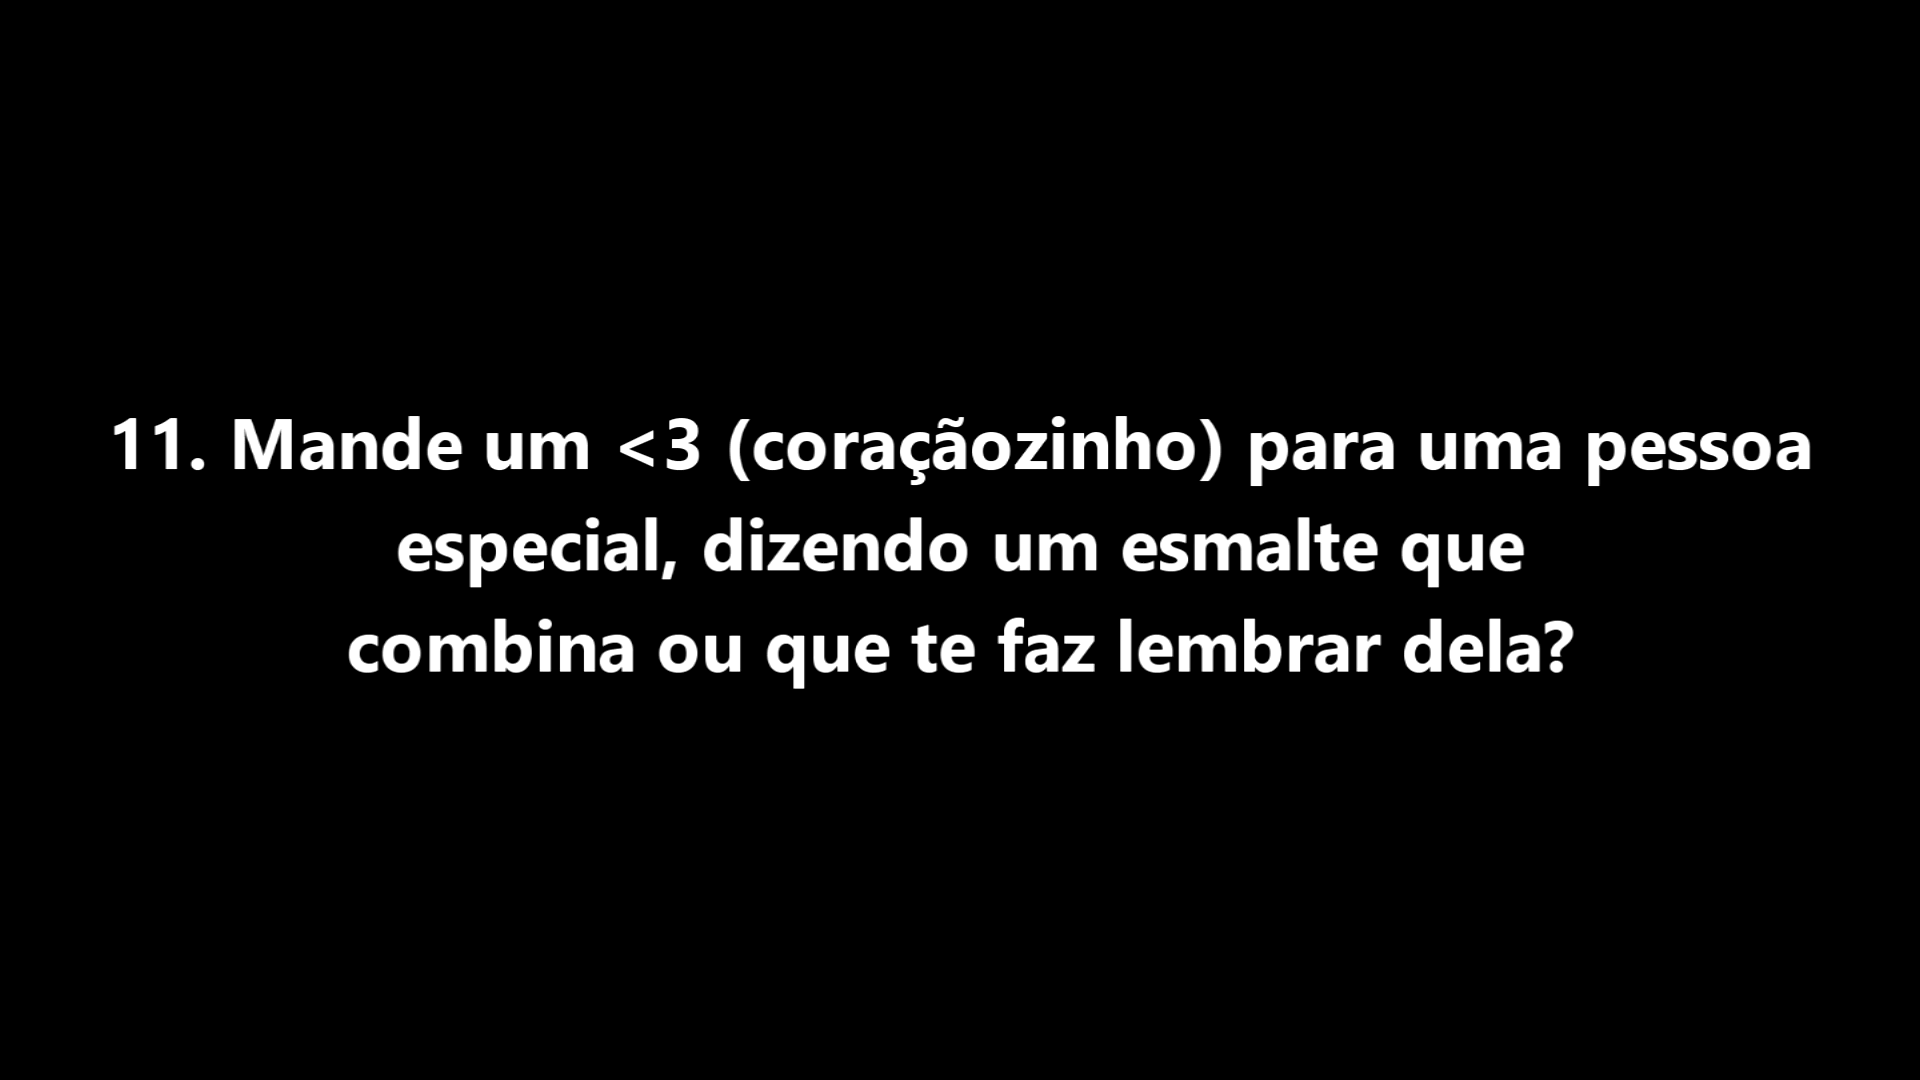 11. Mande um <3 (coraçãozinho) para uma pessoa
especial, dizendo um esmalte que
combina ou que te faz lembrar dela?